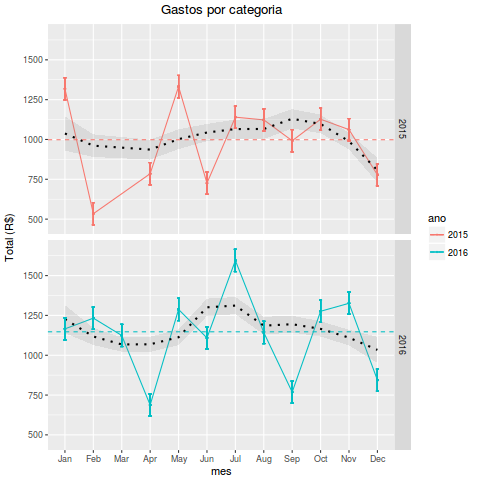 Gastos por categoria
Total (R$)
1500
1250
1000
750
500
2015
1500
1250
1000
750
500
2016
Jan Feb Mar Apr May Jun Jul Aug Sep Oct Nov Dec
mes
ano
2015
2016